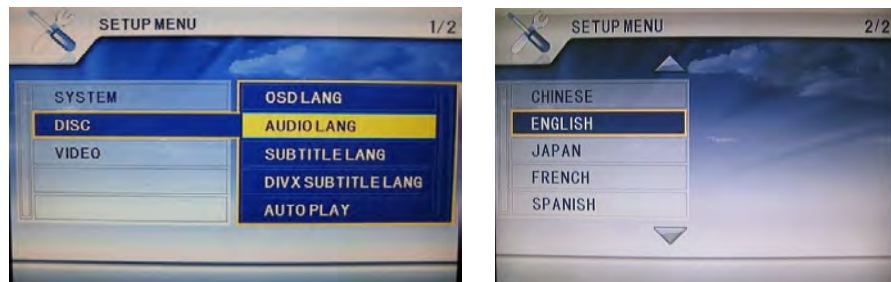 SETUP MENU 1/2
SYSTEM
DISC
VIDEO
OSD LANG
AUDIO LANG
SUBTITLE LANG
DIVX SUBTITLE LANG
AUTO PLAY
SETUP MENU 2/2
CHINESE
ENGLISH
JAPAN
FRENCH
SPANISH